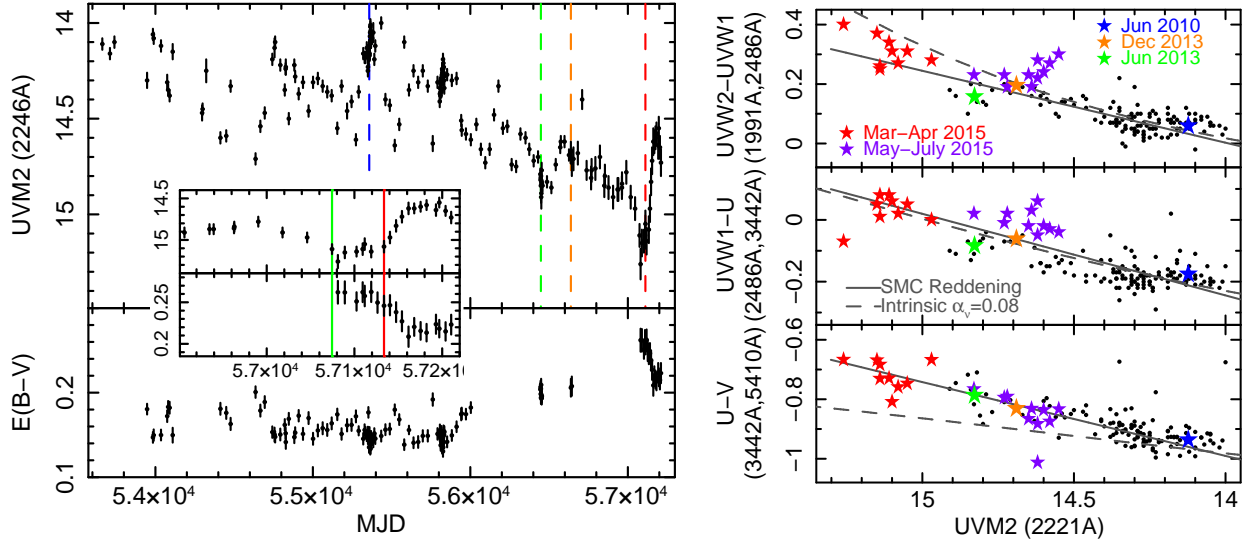 14
14.5
15
UVM2 (2246A)
14.5
15
0.25
0.2
5.7×10⁴
5.71×10⁴
0.2
0.1
E(B−V)
5.4×10⁴
5.5×10⁴
5.6×10⁴
5.7×10⁴
MJD
0.4
0.2
0
UVW2−UVW1
(1991A,2486A)
Jun 2010
Dec 2013
Jun 2013
Mar−Apr 2015
May−July 2015
0
−0.2
UVW1−U
(2486A,3442A)
SMC Reddening
Intrinsic αᵥ=0.08
−0.6
−0.8
−1
U−V
(3442A,5410A)
15
14.5
14
UVM2 (2221A)